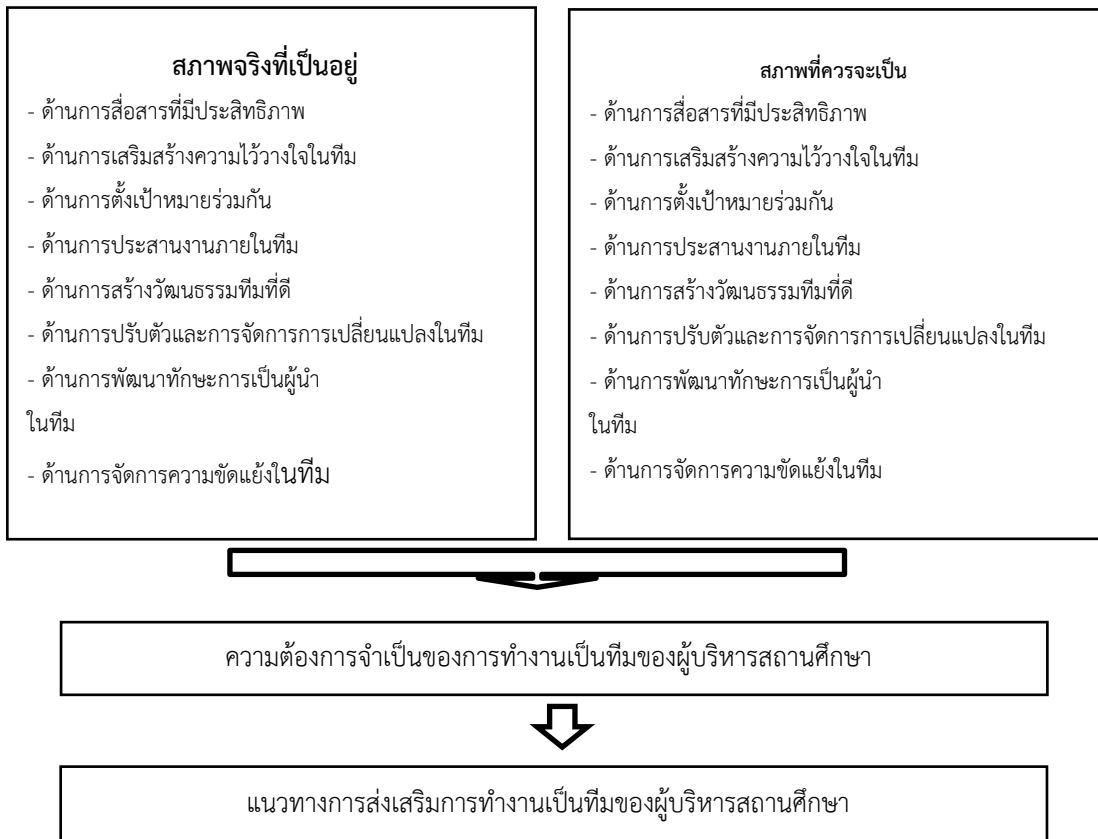 สภาพจริงที่เป็นอยู่
- ด้านการสื่อสารที่มีประสิทธิภาพ
- ด้านการเสริมสร้างความไว้วางใจในทีม
- ด้านการตั้งเป้าหมายร่วมกัน
- ด้านการประสานงานภายในทีม
- ด้านการสร้างวัฒนธรรมทีมที่ดี
- ด้านการปรับตัวและการจัดการการเปลี่ยนแปลงในทีม
- ด้านการพัฒนาทักษะการเป็นผู้นำ
ในทีม
- ด้านการจัดการความขัดแย้งในทีม
สภาพที่ควรจะเป็น
- ด้านการสื่อสารที่มีประสิทธิภาพ
- ด้านการเสริมสร้างความไว้วางใจในทีม
- ด้านการตั้งเป้าหมายร่วมกัน
- ด้านการประสานงานภายในทีม
- ด้านการสร้างวัฒนธรรมทีมที่ดี
- ด้านการปรับตัวและการจัดการการเปลี่ยนแปลงในทีม
- ด้านการพัฒนาทักษะการเป็นผู้นำ
ในทีม
- ด้านการจัดการความขัดแย้งในทีม
ความต้องการจำเป็นของการทำงานเป็นทีมของผู้บริหารสถานศึกษา
แนวทางการส่งเสริมการทำงานเป็นทีมของผู้บริหารสถานศึกษา